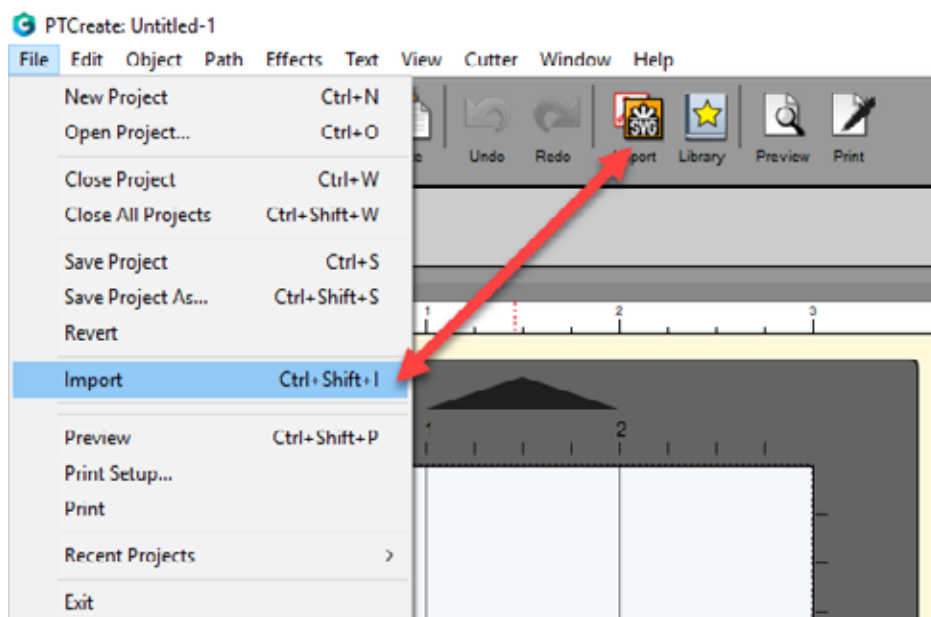 PTCreate: Untitled-1
File Edit Object Path Effects Text View Cutter Window Help
New Project Ctrl+N
Open Project... Ctrl+O
Close Project Ctrl+W
Close All Projects Ctrl+Shift+W
Save Project Ctrl+S
Save Project As... Ctrl+Shift+S
Revert
Import Ctrl+Shift+I
Preview Ctrl+Shift+P
Print Setup...
Print
Recent Projects >
Exit
SVG
Undo Redo Import Library Preview Print
1 2 3
1 2